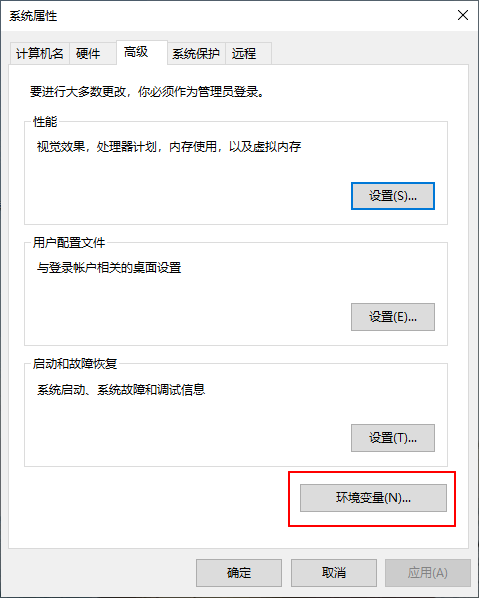 系统属性
计算机名 硬件 高级 系统保护 远程
要进行大多数更改，你必须作为管理员登录。
性能
视觉效果，处理器计划，内存使用，以及虚拟内存
设置(S)...
用户配置文件
与登录帐户相关的桌面设置
设置(E)...
启动和故障恢复
系统启动、系统故障和调试信息
设置(T)...
环境变量(N)...
确定 取消 应用(A)